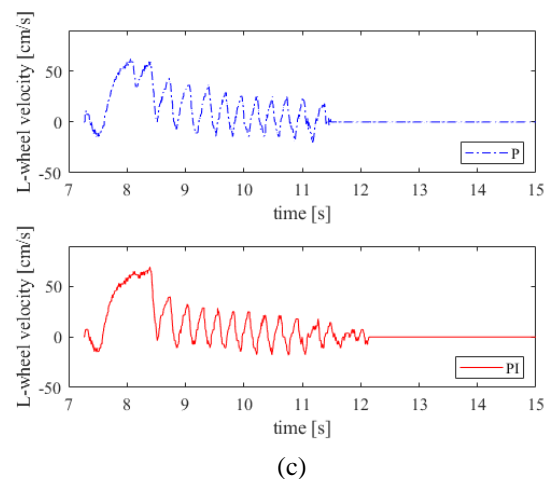 L-wheel velocity [cm/s]
50
0
-50
P
7 8 9 10 11 12 13 14 15
time [s]
L-wheel velocity [cm/s]
50
0
-50
PI
7 8 9 10 11 12 13 14 15
time [s]
(c)